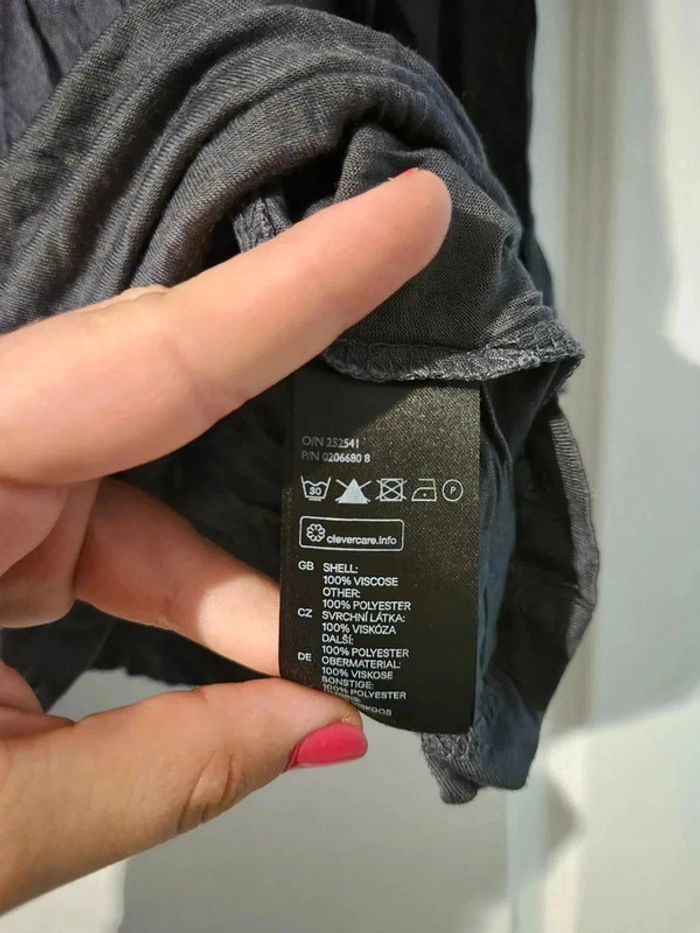 O/N 252541
P/N 0206680 8
30 P
clevercare.info
GB SHELL:
100% VISCOSE
OTHER:
100% POLYESTER
CZ SVRCHNÍ LÁTKA:
100% VISKÓZA
DALŠÍ:
100% POLYESTER
DE OBERMATERIAL:
100% VISKOSE
SONSTIGE:
100% POLYESTER